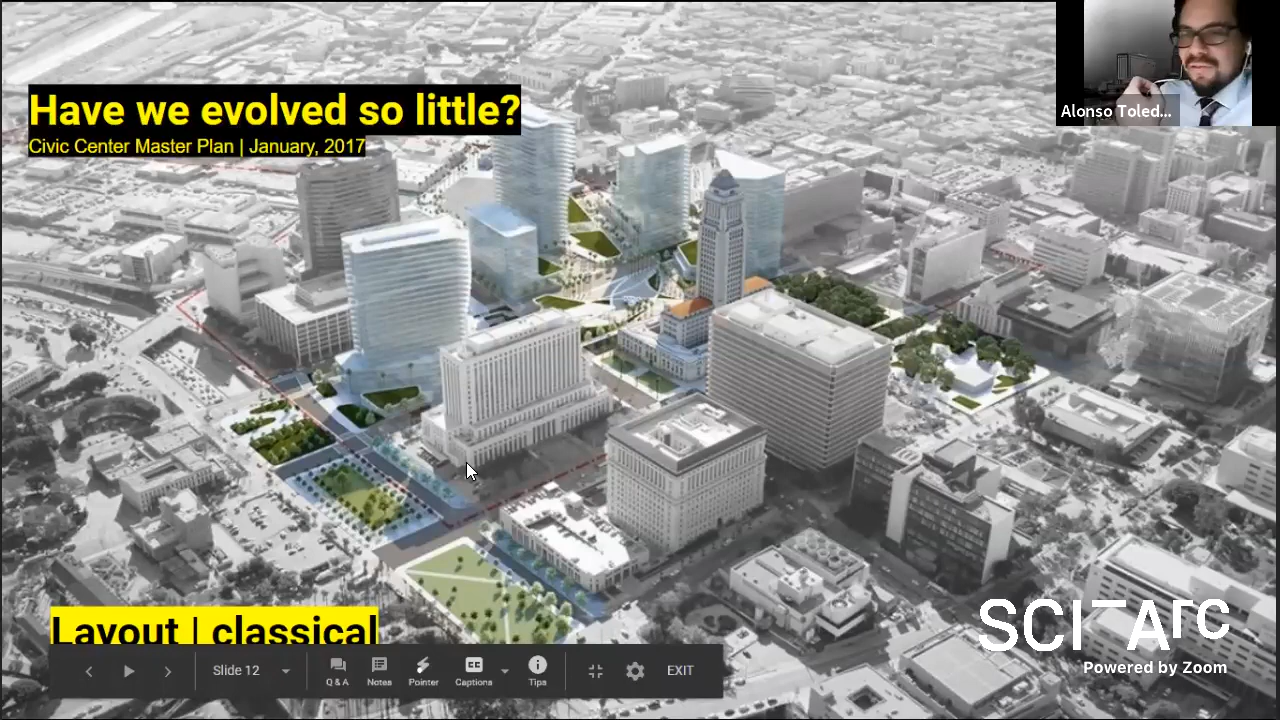 Have we evolved so little?
Civic Center Master Plan | January, 2017
Alonso Toled...
Layout | classical
Slide 12
Q & A
Notes
Pointer
Captions
Tips
EXIT
SCI-Arc
Powered by Zoom